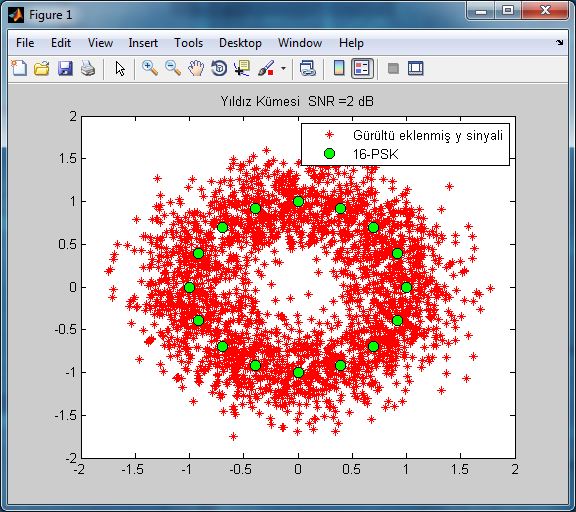 Figure 1
File Edit View Insert Tools Desktop Window Help
Yıldız Kümesi SNR =2 dB
Gürültü eklenmiş y sinyali
16-PSK
2
1.5
1
0.5
0
-0.5
-1
-1.5
-2
-2 -1.5 -1 -0.5 0 0.5 1 1.5 2